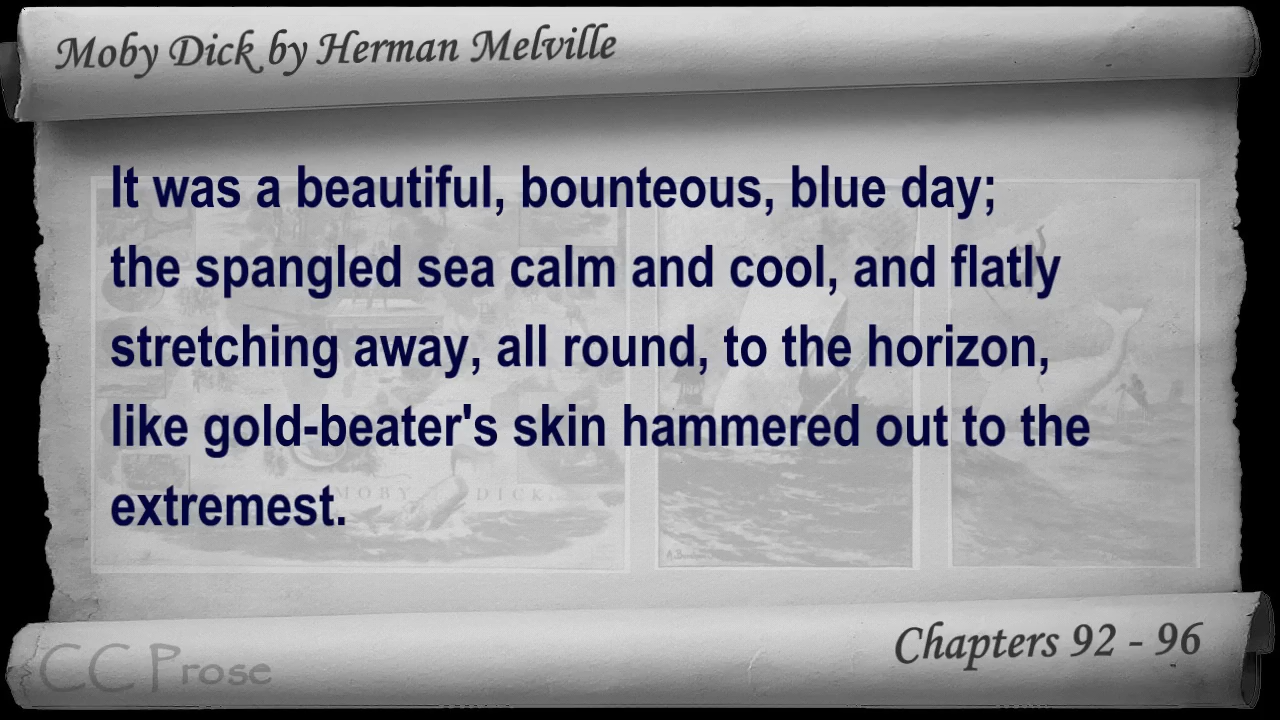 Moby Dick by Herman Melville
It was a beautiful, bounteous, blue day;
the spangled sea calm and cool, and flatly
stretching away, all round, to the horizon,
like gold-beater's skin hammered out to the
extremest.
MOBY DICK
Chapters 92 - 96
CC Prose